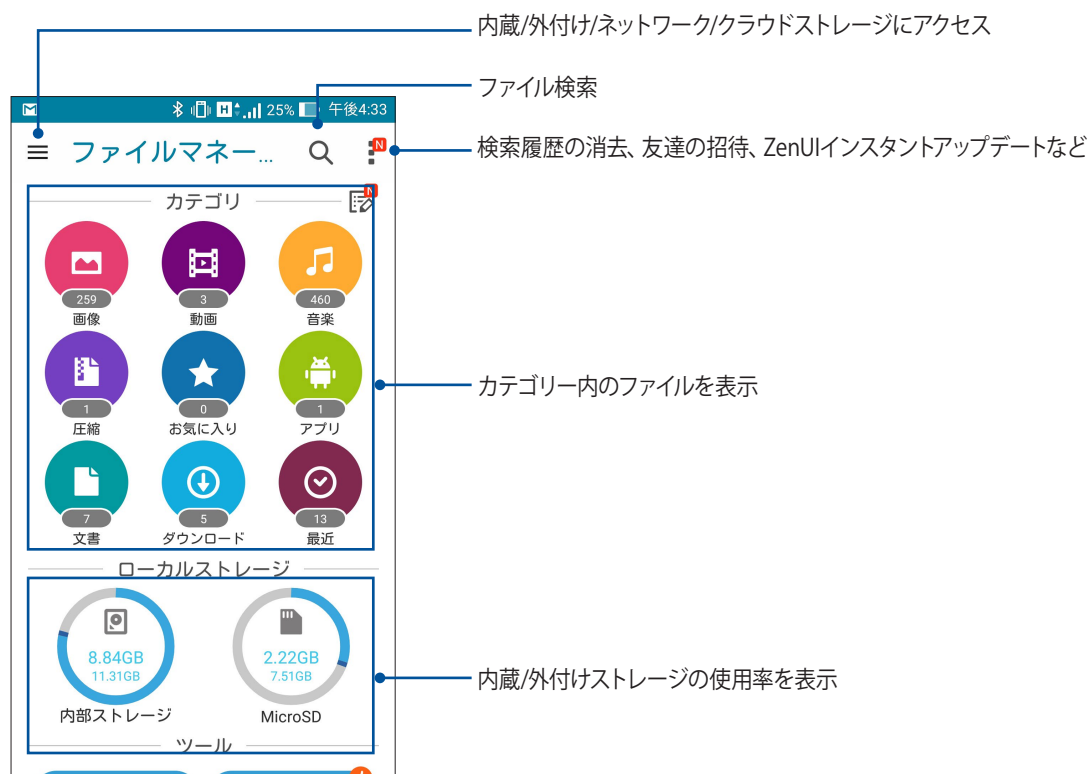 内蔵/外付け/ネットワーク/クラウドストレージにアクセス
ファイル検索
H 25% 午後4:33
ファイルマネー...
N
検索履歴の消去、友達の招待、ZenUIインスタントアップデートなど
カテゴリ
N
259
3
460
画像
動画
音楽
1
0
1
圧縮
お気に入り
アプリ
カテゴリー内のファイルを表示
7
5
13
文書
ダウンロード
最近
ローカルストレージ
8.84GB
11.31GB
2.22GB
7.51GB
内部ストレージ
MicroSD
内蔵/外付けストレージの使用率を表示
ツール